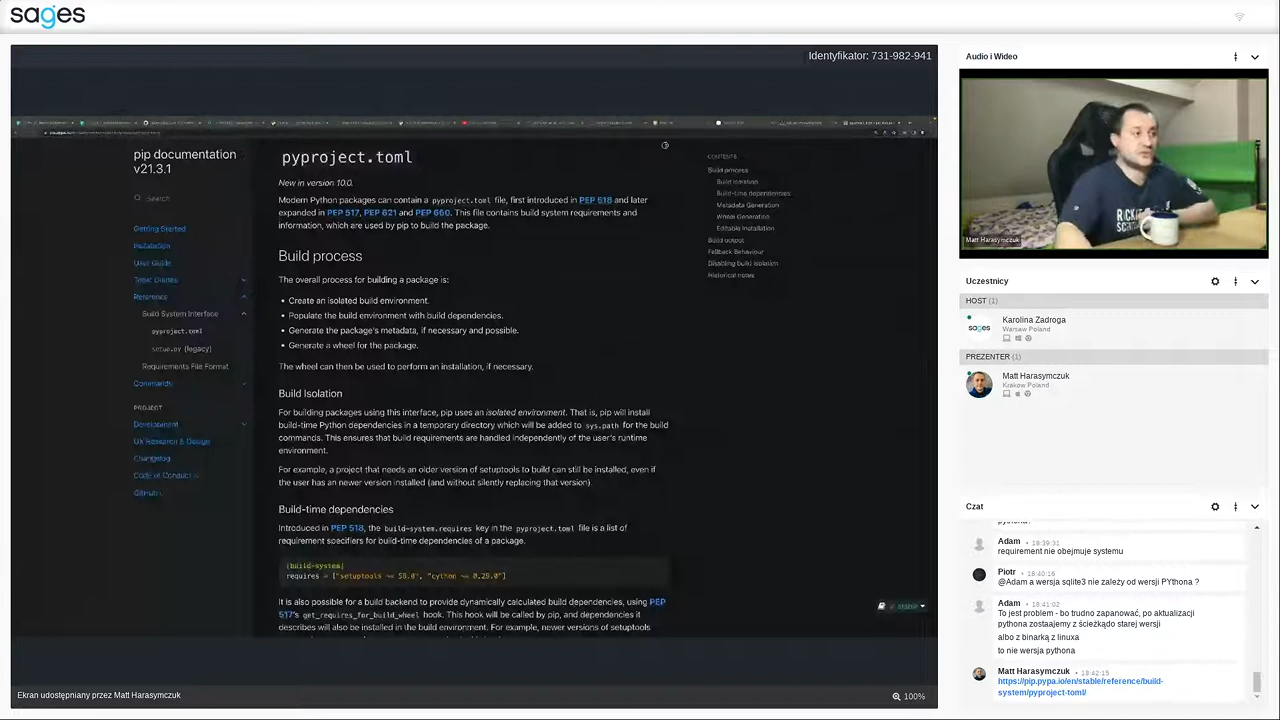 sages
Identyfikator: 731-982-941
pip documentation
v21.3.1
Search
Getting Started
Installation
User Guide
Topic Guides
Reference
Build System Interface
pyproject.toml
setup.py (legacy)
Requirements File Format
Commands
PROJECT
Development
UX Research & Design
Changelog
Code of Conduct
GitHub
pyproject.toml
New in version 10.0.
Modern Python packages can contain a pyproject.toml file, first introduced in PEP 518 and later
expanded in PEP 517, PEP 621 and PEP 660. This file contains build system requirements and
information, which are used by pip to build the package.
Build process
The overall process for building a package is:
• Create an isolated build environment.
• Populate the build environment with build dependencies.
• Generate the package's metadata, if necessary and possible.
• Generate a wheel for the package.
The wheel can then be used to perform an installation, if necessary.
Build Isolation
For building packages using this interface, pip uses an isolated environment. That is, pip will install
build-time Python dependencies in a temporary directory which will be added to sys.path for the build
commands. This ensures that build requirements are handled independently of the user's runtime
environment.
For example, a project that needs an older version of setuptools to build can still be installed, even if
the user has an newer version installed (and without silently replacing that version).
Build-time dependencies
Introduced in PEP 518, the build-system.requires key in the pyproject.toml file is a list of
requirement specifiers for build-time dependencies of a package.
[build-system]
requires = ["setuptools ~= 58.0", "cython ~= 0.29.0"]
It is also possible for a build backend to provide dynamically calculated build dependencies, using PEP
517's get_requires_for_build_wheel hook. This hook will be called by pip, and dependencies it
describes will also be installed in the build environment. For example, newer versions of setuptools
CONTENTS
Build process
Build Isolation
Build-time dependencies
Metadata Generation
Wheel Generation
Editable Installation
Build output
Fallback Behaviour
Disabling build isolation
Historical notes
stable
Ekran udostępniany przez Matt Harasymczuk
100%
Audio i Wideo
Matt Harasymczuk
Uczestnicy
HOST (1)
sages
Karolina Zadroga
Warsaw Poland
PREZENTER (1)
Matt Harasymczuk
Krakow Poland
Czat
Adam • 18:39:31
requirement nie obejmuje systemu
Piotr • 18:40:16
@Adam a wersja sqlite3 nie zależy od wersji PYthona ?
Adam • 18:41:02
To jest problem - bo trudno zapanować, po aktualizacji
pythona zostaajemy z ścieżkądo starej wersji
albo z binarką z linuxa
to nie wersja pythona
Matt Harasymczuk • 18:42:15
https://pip.pypa.io/en/stable/reference/build-
system/pyproject-toml/